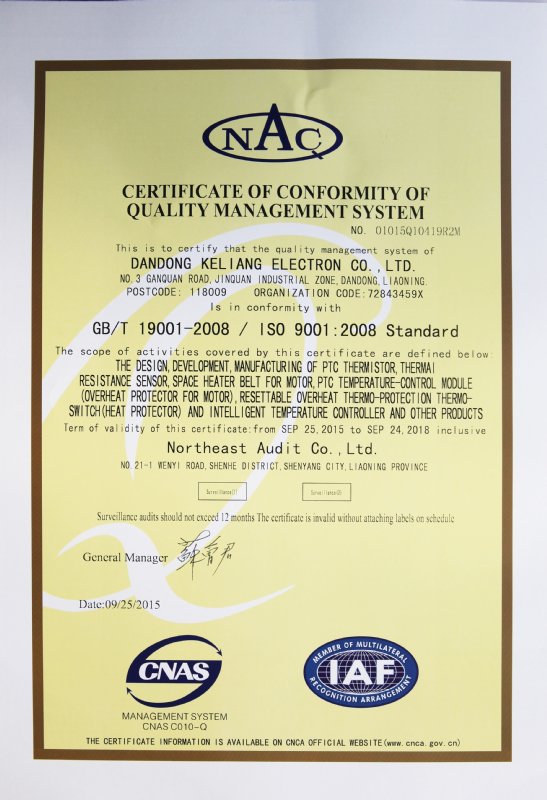 NAC
CERTIFICATE OF CONFORMITY OF
QUALITY MANAGEMENT SYSTEM
NO. 01015Q10419R2M
This is to certify that the quality management system of
DANDONG KELIANG ELECTRON CO., LTD.
NO.3 GANQUAN ROAD, JINQUAN INDUSTRIAL ZONE, DANDONG, LIAONING.
POSTCODE: 118009 ORGANIZATION CODE: 72843459X
Is in conformity with
GB/T 19001-2008 / ISO 9001:2008 Standard
The scope of activities covered by this certificate are defined below:
THE DESIGN, DEVELOPMENT, MANUFACTURING OF PTC THERMISTOR, THERMAI
RESISTANCE SENSOR, SPACE HEATER BELT FOR MOTOR, PTC TEMPERATURE-CONTROL MODULE
(OVERHEAT PROTECTOR FOR MOTOR), RESETTABLE OVERHEAT THERMO-PROTECTION THERMO-
SWITCH(HEAT PROTECTOR) AND INTELLIGENT TEMPERATURE CONTROLLER AND OTHER PRODUCTS
Term of validity of this certificate: from SEP 25, 2015 to SEP 24, 2018 inclusive
Northeast Audit Co., Ltd.
NO. 21-1 WENYI ROAD, SHENHE DISTRICT, SHENYANG CITY, LIAONING PROVINCE
Surveillance(1) Surveillance(2)
Surveillance audits should not exceed 12 months The certificate is invalid without attaching labels on schedule
General Manager
Date:09/25/2015
CNAS
MANAGEMENT SYSTEM
CNAS C010-Q
MEMBER OF MULTILATERAL
IAF
RECOGNITION ARRANGEMENT
THE CERTIFICATE INFORMATION IS AVAILABLE ON CNCA OFFICIAL WEBSITE(www.cnca.gov.cn)